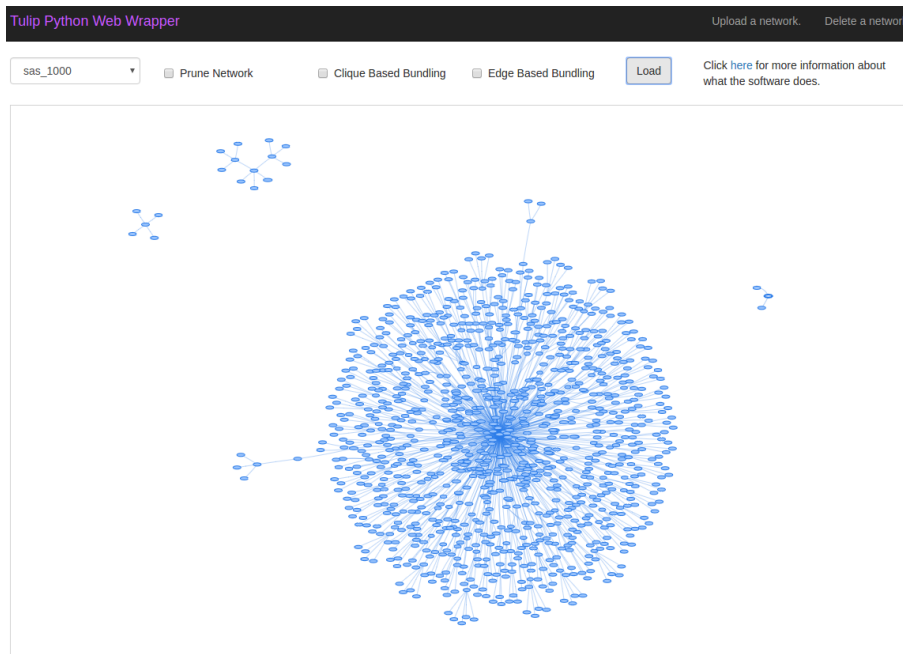 Tulip Python Web Wrapper
Upload a network.
Delete a networ
sas_1000
Prune Network
Clique Based Bundling
Edge Based Bundling
Load
Click here for more information about
what the software does.